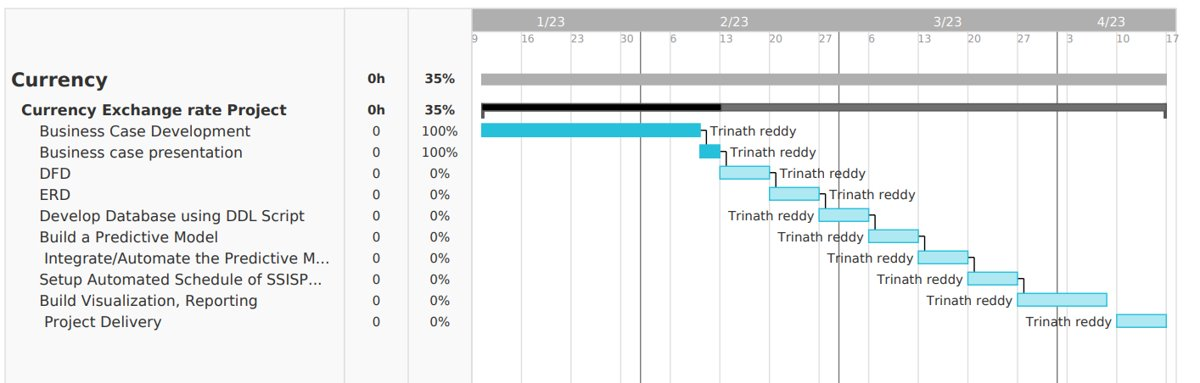 1/23 2/23 3/23 4/23
9 16 23 30 6 13 20 27 6 13 20 27 3 10 17
Currency 0h 35%
Currency Exchange rate Project 0h 35%
Business Case Development 0 100% Trinath reddy
Business case presentation 0 100% Trinath reddy
DFD 0 0% Trinath reddy
ERD 0 0% Trinath reddy
Develop Database using DDL Script 0 0% Trinath reddy
Build a Predictive Model 0 0% Trinath reddy
Integrate/Automate the Predictive M... 0 0% Trinath reddy
Setup Automated Schedule of SSISP... 0 0% Trinath reddy
Build Visualization, Reporting 0 0% Trinath reddy
Project Delivery 0 0% Trinath reddy